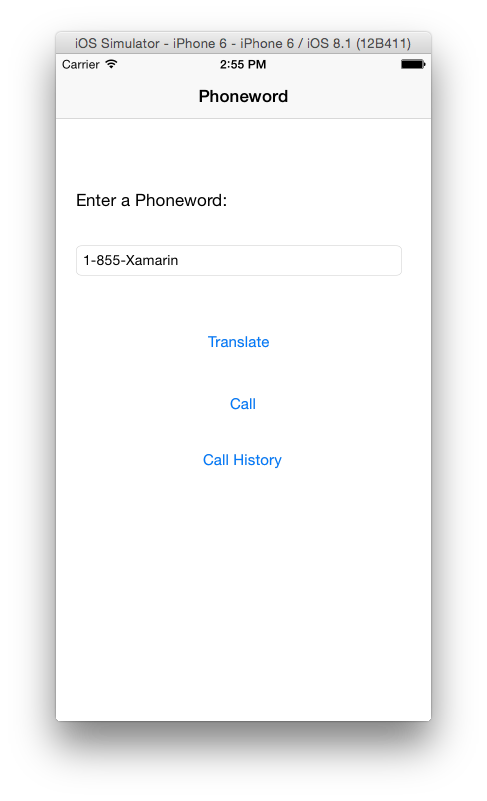 iOS Simulator - iPhone 6 - iPhone 6 / iOS 8.1 (12B411)
Carrier 2:55 PM
Phoneword
Enter a Phoneword:
1-855-Xamarin
Translate
Call
Call History